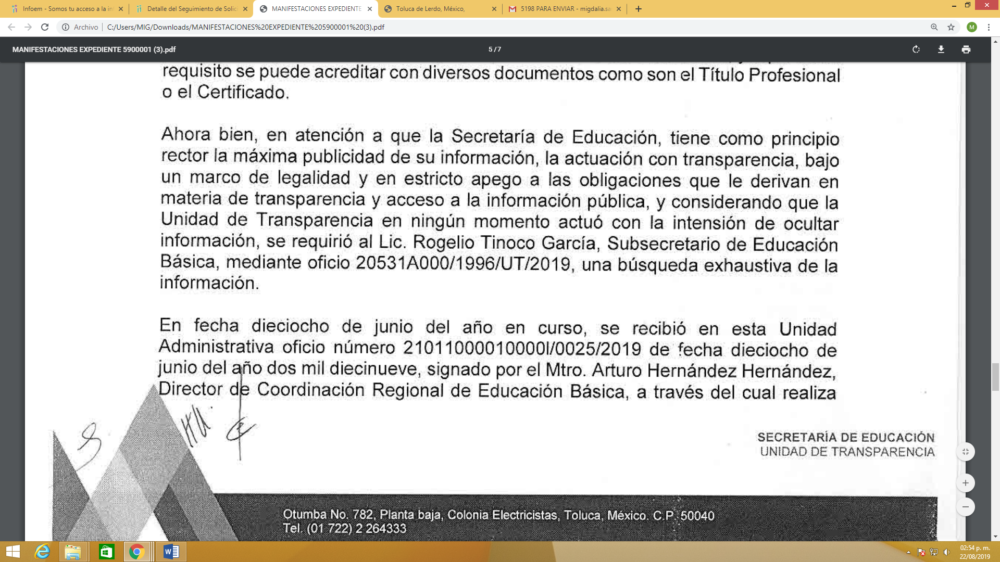 Infoem - Somos tu acceso a la in
Detalle del Seguimiento de Solici
MANIFESTACIONES EXPEDIENTE
Toluca de Lerdo, México,
5198 PARA ENVIAR - migdalia.sa
Archivo
C:/Users/MIG/Downloads/MANIFESTACIONES%20EXPEDIENTE%205900001%20(3).pdf
M
MANIFESTACIONES EXPEDIENTE 5900001 (3).pdf
5 / 7
requisito se puede acreditar con diversos documentos como son el Título Profesional
o el Certificado.
Ahora bien, en atención a que la Secretaría de Educación, tiene como principio
rector la máxima publicidad de su información, la actuación con transparencia, bajo
un marco de legalidad y en estricto apego a las obligaciones que le derivan en
materia de transparencia y acceso a la información pública, y considerando que la
Unidad de Transparencia en ningún momento actuó con la intensión de ocultar
información, se requirió al Lic. Rogelio Tinoco García, Subsecretario de Educación
Básica, mediante oficio 20531A000/1996/UT/2019, una búsqueda exhaustiva de la
información.
En fecha dieciocho de junio del año en curso, se recibió en esta Unidad
Administrativa oficio número 21011000010000l/0025/2019 de fecha dieciocho de
junio del año dos mil diecinueve, signado por el Mtro. Arturo Hernández Hernández,
Director de Coordinación Regional de Educación Básica, a través del cual realiza
SECRETARÍA DE EDUCACIÓN
UNIDAD DE TRANSPARENCIA
Otumba No. 782, Planta baja, Colonia Electricistas, Toluca, México. C.P. 50040
Tel. (01 722) 2 264333
02:54 p. m.
22/08/2019